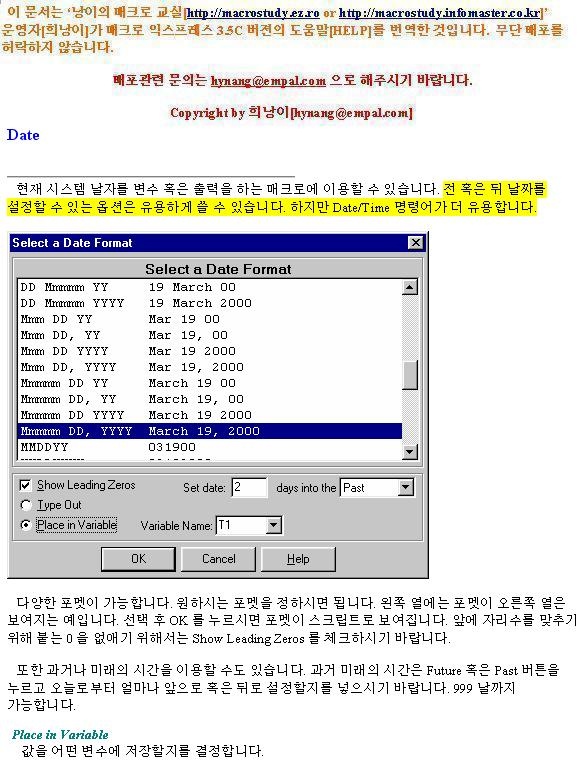 이 문서는 ‘낭이의 매크로 교실[http://macrostudy.ez.ro or http://macrostudy.infomaster.co.kr]’
운영자[희낭이]가 매크로 익스프레스 3.5C 버젼의 도움말[HELP]를 번역한 것입니다. 무단 배포를
허락하지 않습니다.
배포관련 문의는 hynang@empal.com 으로 해주시기 바랍니다.
Copyright by 희낭이[hynang@empal.com]
Date
현재 시스템 날자를 변수 혹은 출력을 하는 매크로에 이용할 수 있습니다. 전 혹은 뒤 날짜를
설정할 수 있는 옵션은 유용하게 쓸 수 있습니다. 하지만 Date/Time 명령어가 더 유용합니다.
Select a Date Format
Select a Date Format
DD Mmmmm YY 19 March 00
DD Mmmmm YYYY 19 March 2000
Mmm DD YY Mar 19 00
Mmm DD, YY Mar 19, 00
Mmm DD YYYY Mar 19 2000
Mmm DD, YYYY Mar 19, 2000
Mmmmm DD YY March 19 00
Mmmmm DD, YY March 19, 00
Mmmmm DD YYYY March 19 2000
Mmmmm DD, YYYY March 19, 2000
MMDDYY 031900
Show Leading Zeros Set date: 2 days into the Past
Type Out
Place in Variable Variable Name: T1
OK Cancel Help
다양한 포멧이 가능합니다. 원하시는 포멧을 정하시면 됩니다. 왼쪽 열에는 포멧이 오른쪽 열은
보여지는 예입니다. 선택 후 OK 를 누르시면 포멧이 스크립트로 보여집니다. 앞에 자리수를 맞추기
위해 붙는 0 을 없애기 위해서는 Show Leading Zeros 를 체크하시기 바랍니다.
또한 과거나 미래의 시간을 이용할 수도 있습니다. 과거 미래의 시간은 Future 혹은 Past 버튼을
누르고 오늘로부터 얼마나 앞으로 혹은 뒤로 설정할지를 넣으시기 바랍니다. 999 날까지
가능합니다.
Place in Variable
값을 어떤 변수에 저장할지를 결정합니다.